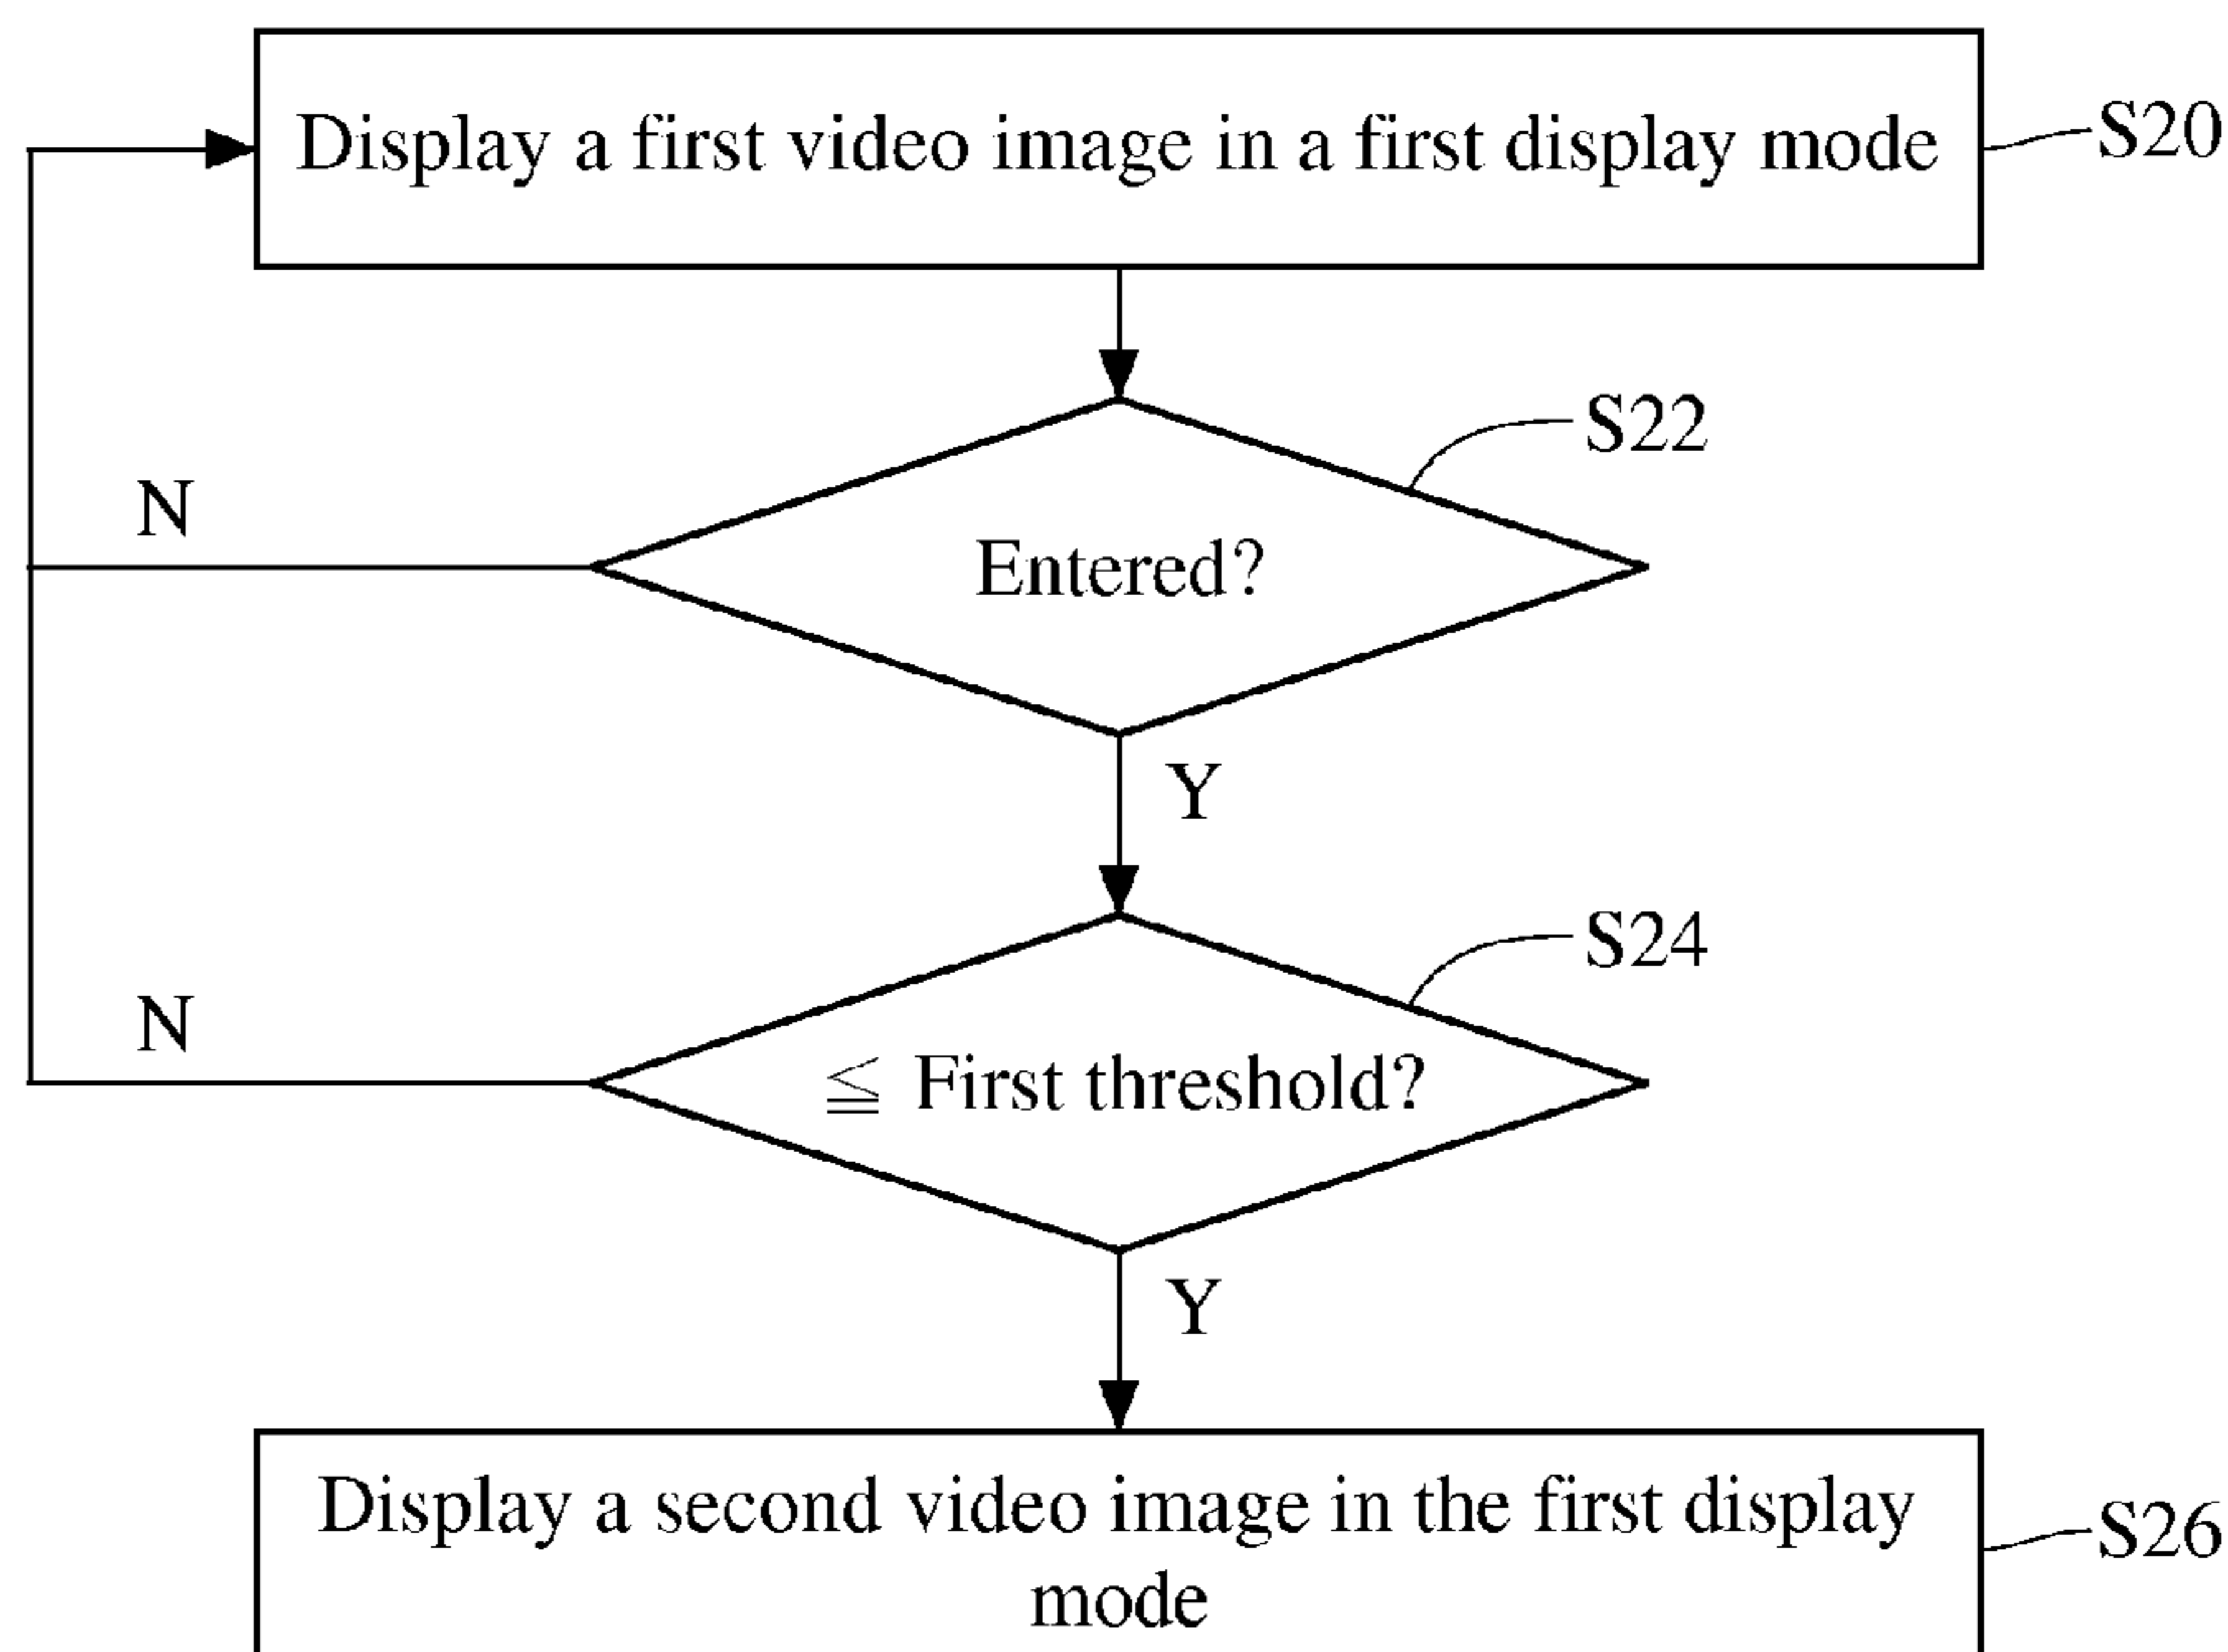 Display a first video image in a first display mode
S20
S22
N
Entered?
Y
S24
N
≦ First threshold?
Y
Display a second video image in the first display
mode
S26